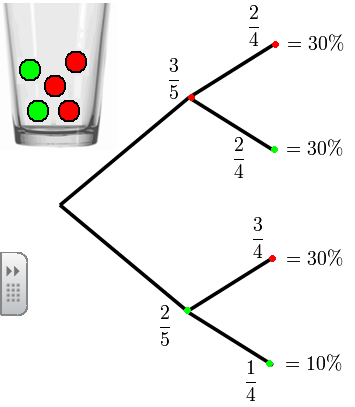 2/4 = 30%
3/5
2/4 = 30%
3/4 = 30%
2/5
1/4 = 10%